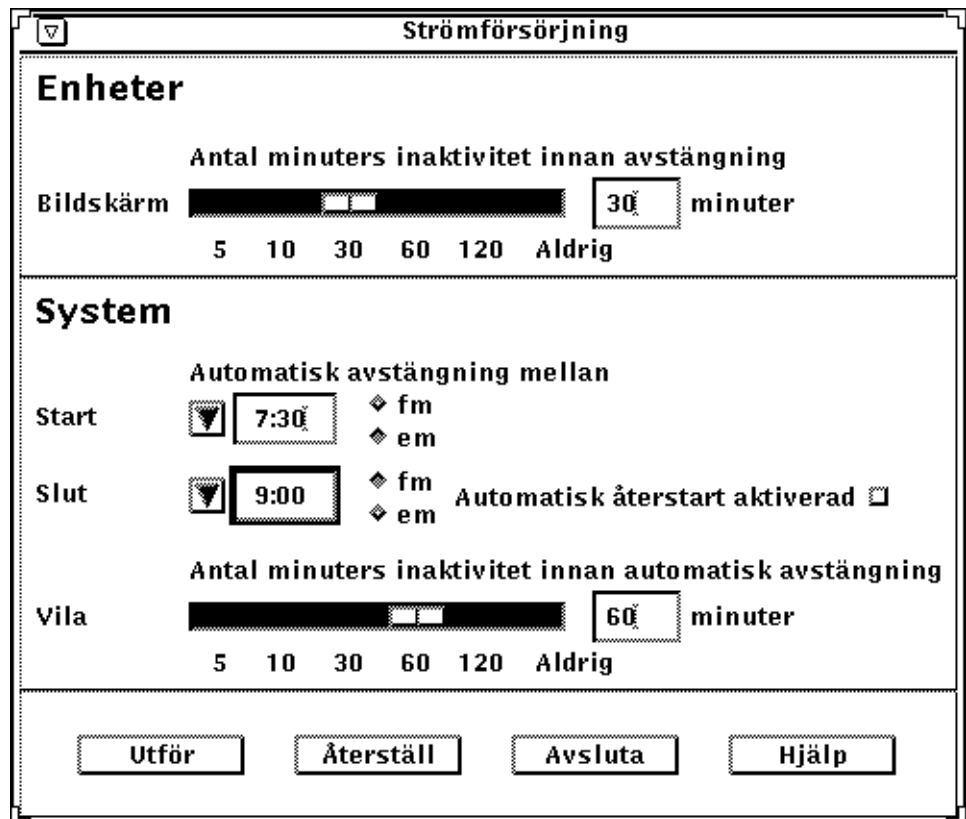 Strömförsörjning
Enheter
Antal minuters inaktivitet innan avstängning
Bildskärm 30 minuter
5 10 30 60 120 Aldrig
System
Automatisk avstängning mellan
Start 7:30 fm
em
Slut 9:00 fm
em Automatisk återstart aktiverad
Antal minuters inaktivitet innan automatisk avstängning
Vila 60 minuter
5 10 30 60 120 Aldrig
Utför Återställ Avsluta Hjälp